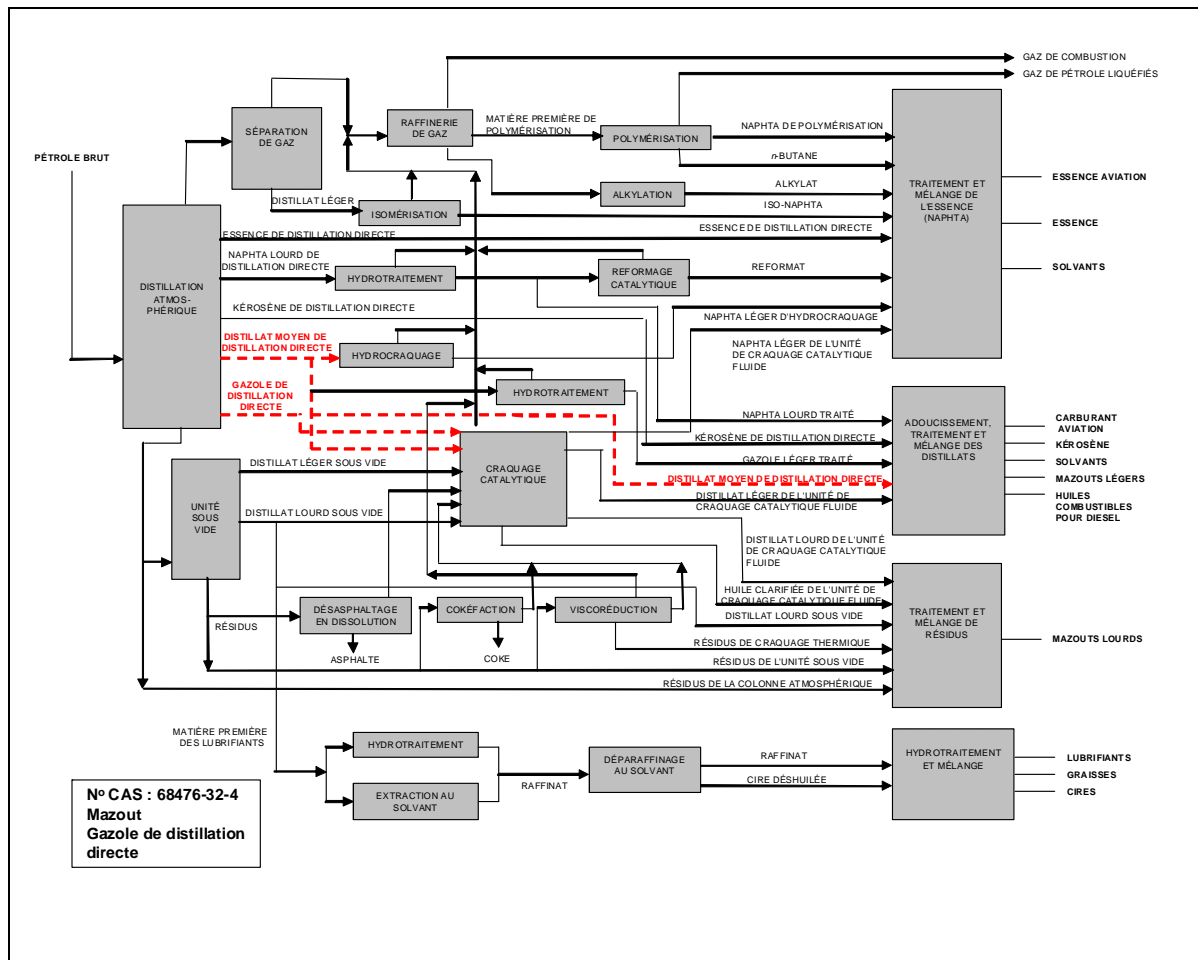 GAZ DE COMBUSTION
GAZ DE PÉTROLE LIQUÉFIÉS
SÉPARATION
DE GAZ
RAFFINERIE
DE GAZ
MATIÈRE PREMIÈRE DE
POLYMÉRISATION
POLYMÉRISATION
NAPHTA DE POLYMÉRISATION
n-BUTANE
PÉTROLE BRUT
ALKYLATION
ALKYLAT
TRAITEMENT ET
MÉLANGE DE
L'ESSENCE
(NAPHTA)
ESSENCE AVIATION
ESSENCE
SOLVANTS
DISTILLAT LÉGER
ISOMÉRISATION
ISO-NAPHTA
ESSENCE DE DISTILLATION DIRECTE
ESSENCE DE DISTILLATION DIRECTE
NAPHTA LOURD DE
DISTILLATION DIRECTE
HYDROTRAITEMENT
REFORMAGE
CATALYTIQUE
REFORMAT
DISTILLATION
ATMOS-
PHÉRIQUE
KÉROSÈNE DE DISTILLATION DIRECTE
NAPHTA LÉGER D'HYDROCRAQUAGE
DISTILLAT MOYEN DE
DISTILLATION DIRECTE
HYDROCRAQUAGE
NAPHTA LÉGER DE L'UNITÉ
DE CRAQUAGE CATALYTIQUE
FLUIDE
GAZOLE DE
DISTILLATION
DIRECTE
HYDROTRAITEMENT
NAPHTA LOURD TRAITÉ
KÉROSÈNE DE DISTILLATION DIRECTE
GAZOLE LÉGER TRAITÉ
DISTILLAT MOYEN DE DISTILLATION DIRECTE
DISTILLAT LÉGER DE L'UNITÉ DE
CRAQUAGE CATALYTIQUE FLUIDE
ADOUCISSEMENT,
TRAITEMENT ET
MÉLANGE DES
DISTILLATS
CARBURANT
AVIATION
KÉROSÈNE
SOLVANTS
MAZOUTS LÉGERS
HUILES
COMBUSTIBLES
POUR DIESEL
CRAQUAGE
CATALYTIQUE
DISTILLAT LÉGER SOUS VIDE
UNITÉ
SOUS
VIDE
DISTILLAT LOURD SOUS VIDE
DISTILLAT LOURD DE L'UNITÉ
DE CRAQUAGE CATALYTIQUE
FLUIDE
HUILE CLARIFIÉE DE L'UNITÉ DE
CRAQUAGE CATALYTIQUE FLUIDE
DISTILLAT LOURD SOUS VIDE
RÉSIDUS DE CRAQUAGE THERMIQUE
RÉSIDUS DE L'UNITÉ SOUS VIDE
RÉSIDUS DE LA COLONNE ATMOSPHÉRIQUE
TRAITEMENT ET
MÉLANGE DE
RÉSIDUS
MAZOUTS LOURDS
RÉSIDUS
DÉSASPHALTAGE
EN DISSOLUTION
ASPHALTE
COKÉFACTION
COKE
VISCORÉDUCTION
MATIÈRE PREMIÈRE
DES LUBRIFIANTS
HYDROTRAITEMENT
EXTRACTION AU
SOLVANT
RAFFINAT
DÉPARAFFINAGE
AU SOLVANT
RAFFINAT
CIRE DÉSHUILÉE
HYDROTRAITEMENT
ET MÉLANGE
LUBRIFIANTS
GRAISSES
CIRES
Nº CAS : 68476-32-4
Mazout
Gazole de distillation
directe